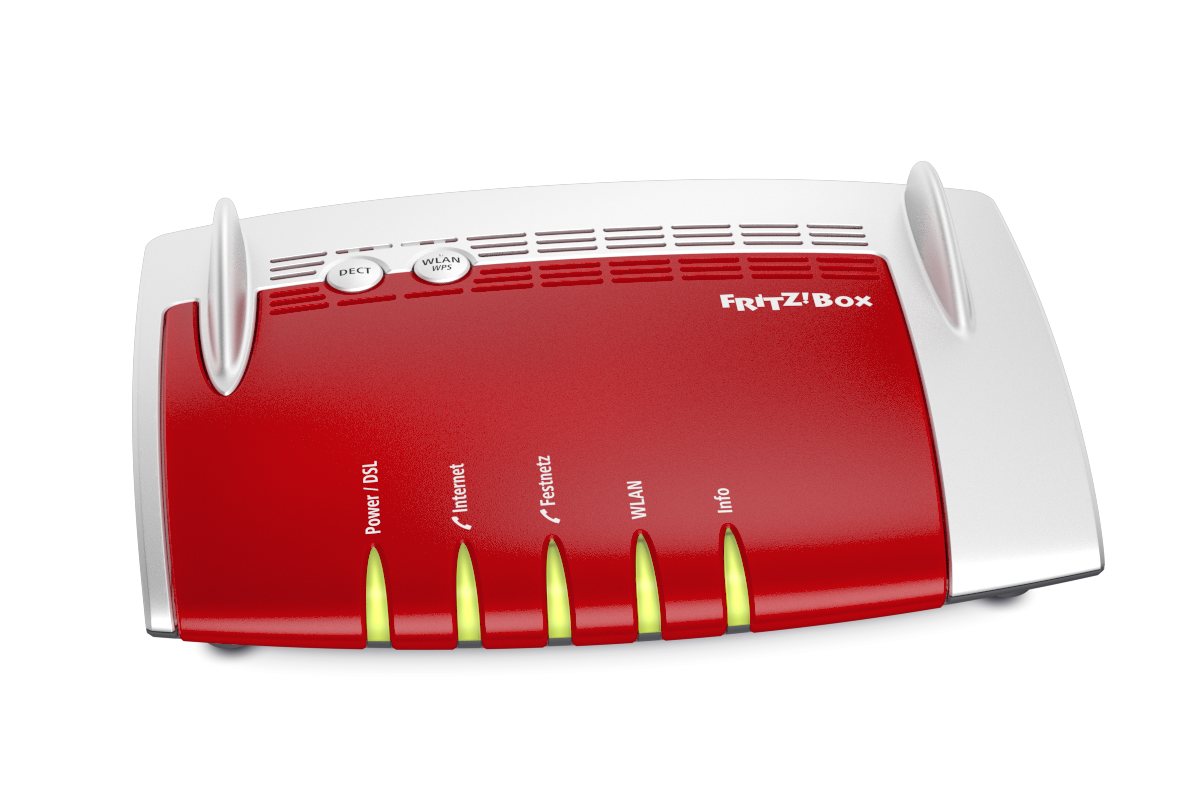 DECT
WLAN
WPS
FRITZ!Box
Power / DSL
Internet
Festnetz
WLAN
Info